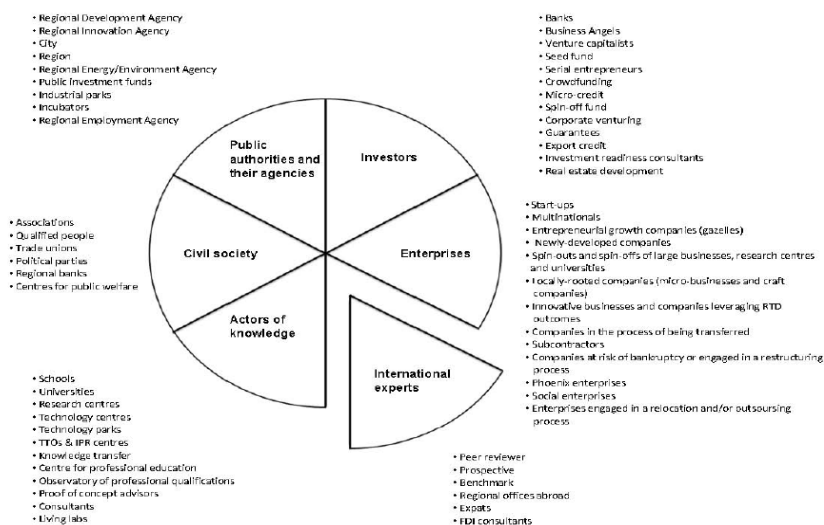 • Regional Development Agency
• Regional Innovation Agency
• City
• Region
• Regional Energy/Environment Agency
• Public investment funds
• Industrial parks
• Incubators
• Regional Employment Agency
• Banks
• Business Angels
• Venture capitalists
• Seed fund
• Serial entrepreneurs
• Crowdfunding
• Micro-credit
• Spin-off fund
• Corporate venturing
• Guarantees
• Export credit
• Investment readiness consultants
• Real estate development
Public
authorities and
their agencies
Investors
Civil society
Enterprises
Actors of
knowledge
International
experts
• Associations
• Qualified people
• Trade unions
• Political parties
• Regional banks
• Centres for public welfare
• Start-ups
• Multinationals
• Entrepreneurial growth companies (gazelles)
• Newly-developed companies
• Spin-outs and spin-offs of large businesses, research centres
and universities
• Locally-rooted companies (micro-businesses and craft
companies)
• Innovative businesses and companies leveraging RTD
outcomes
• Companies in the process of being transferred
• Subcontractors
• Companies at risk of bankruptcy or engaged in a restructuring
process
• Phoenix enterprises
• Social enterprises
• Enterprises engaged in a relocation and/or outsoursing
process
• Schools
• Universities
• Research centres
• Technology centres
• Technology parks
• TTOs & IPR centres
• Knowledge transfer
• Centre for professional education
• Observatory of professional qualifications
• Proof of concept advisors
• Consultants
• Living labs
• Peer reviewer
• Prospective
• Benchmark
• Regional offices abroad
• Expats
• FDI consultants